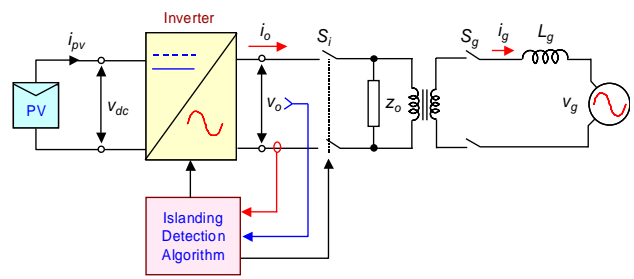 Inverter
i_pv
i_o
S_i
S_g
i_g
L_g
PV
v_dc
v_o
z_o
v_g
Islanding
Detection
Algorithm